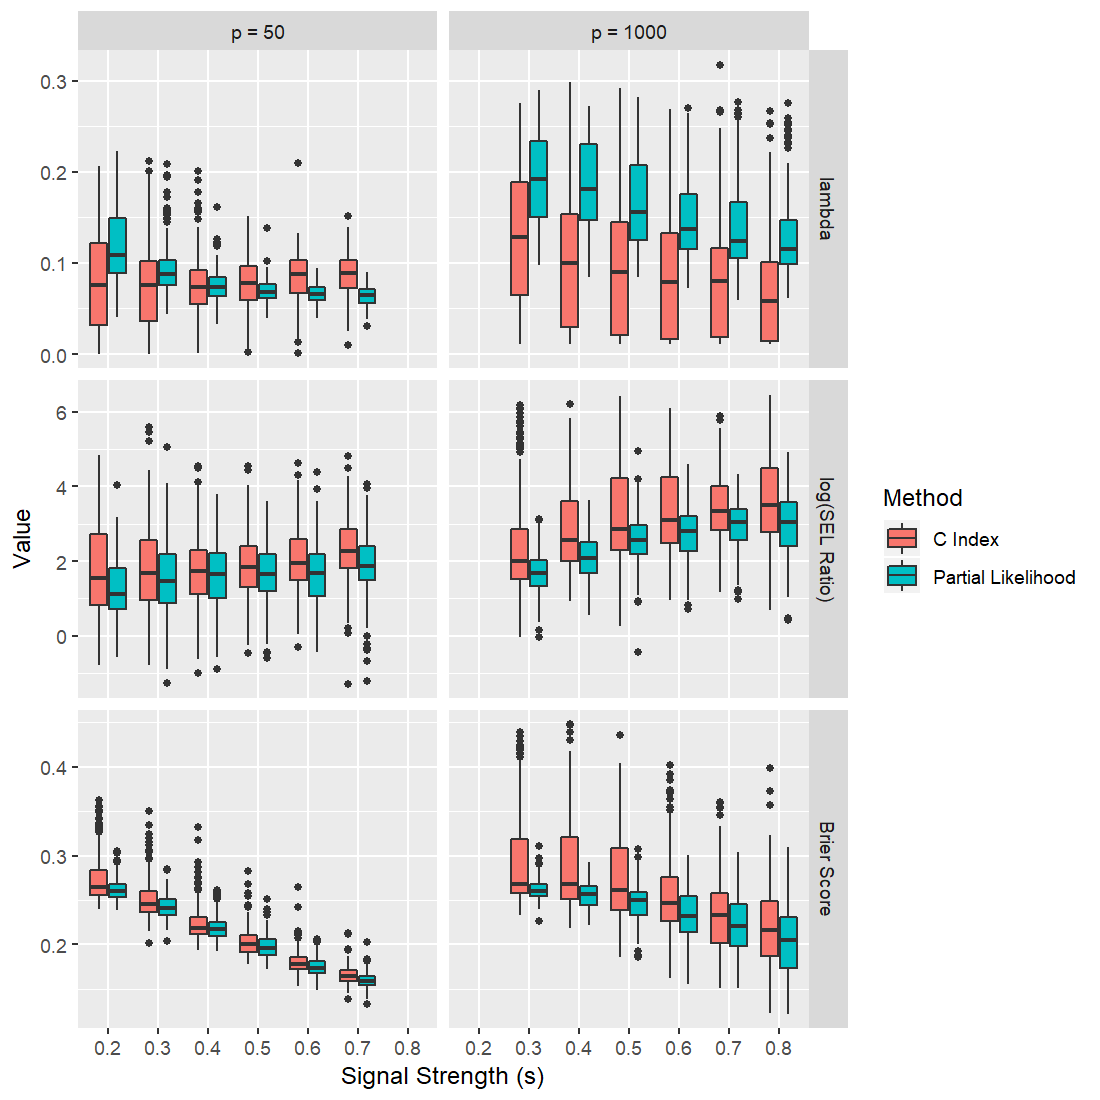 p = 50
p = 1000
0.3
0.2
0.1
0.0
lambda
6
4
2
0
log(SEL Ratio)
0.4
0.3
0.2
Brier Score
Value
0.2 0.3 0.4 0.5 0.6 0.7 0.8
0.2 0.3 0.4 0.5 0.6 0.7 0.8
Signal Strength (s)
Method
C Index
Partial Likelihood